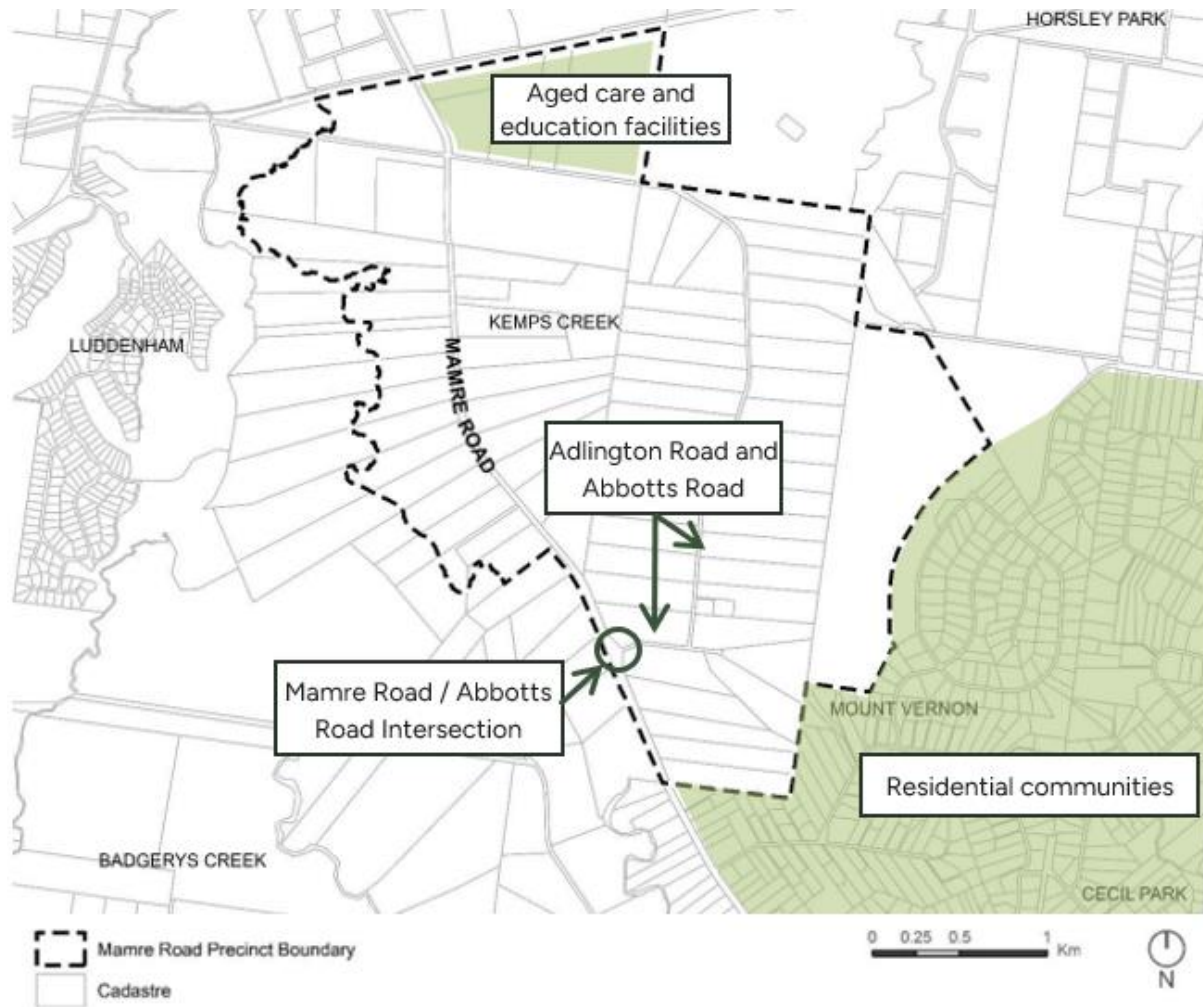 HORSLEY PARK
Aged care and
education facilities
KEMPS CREEK
LUDDENHAM
MAMRE ROAD
Adlington Road and
Abbotts Road
Mamre Road / Abbotts
Road Intersection
MOUNT VERNON
Residential communities
BADGERYS CREEK
CECIL PARK
Mamre Road Precinct Boundary
Cadastre
0 0.25 0.5 1
Km
N